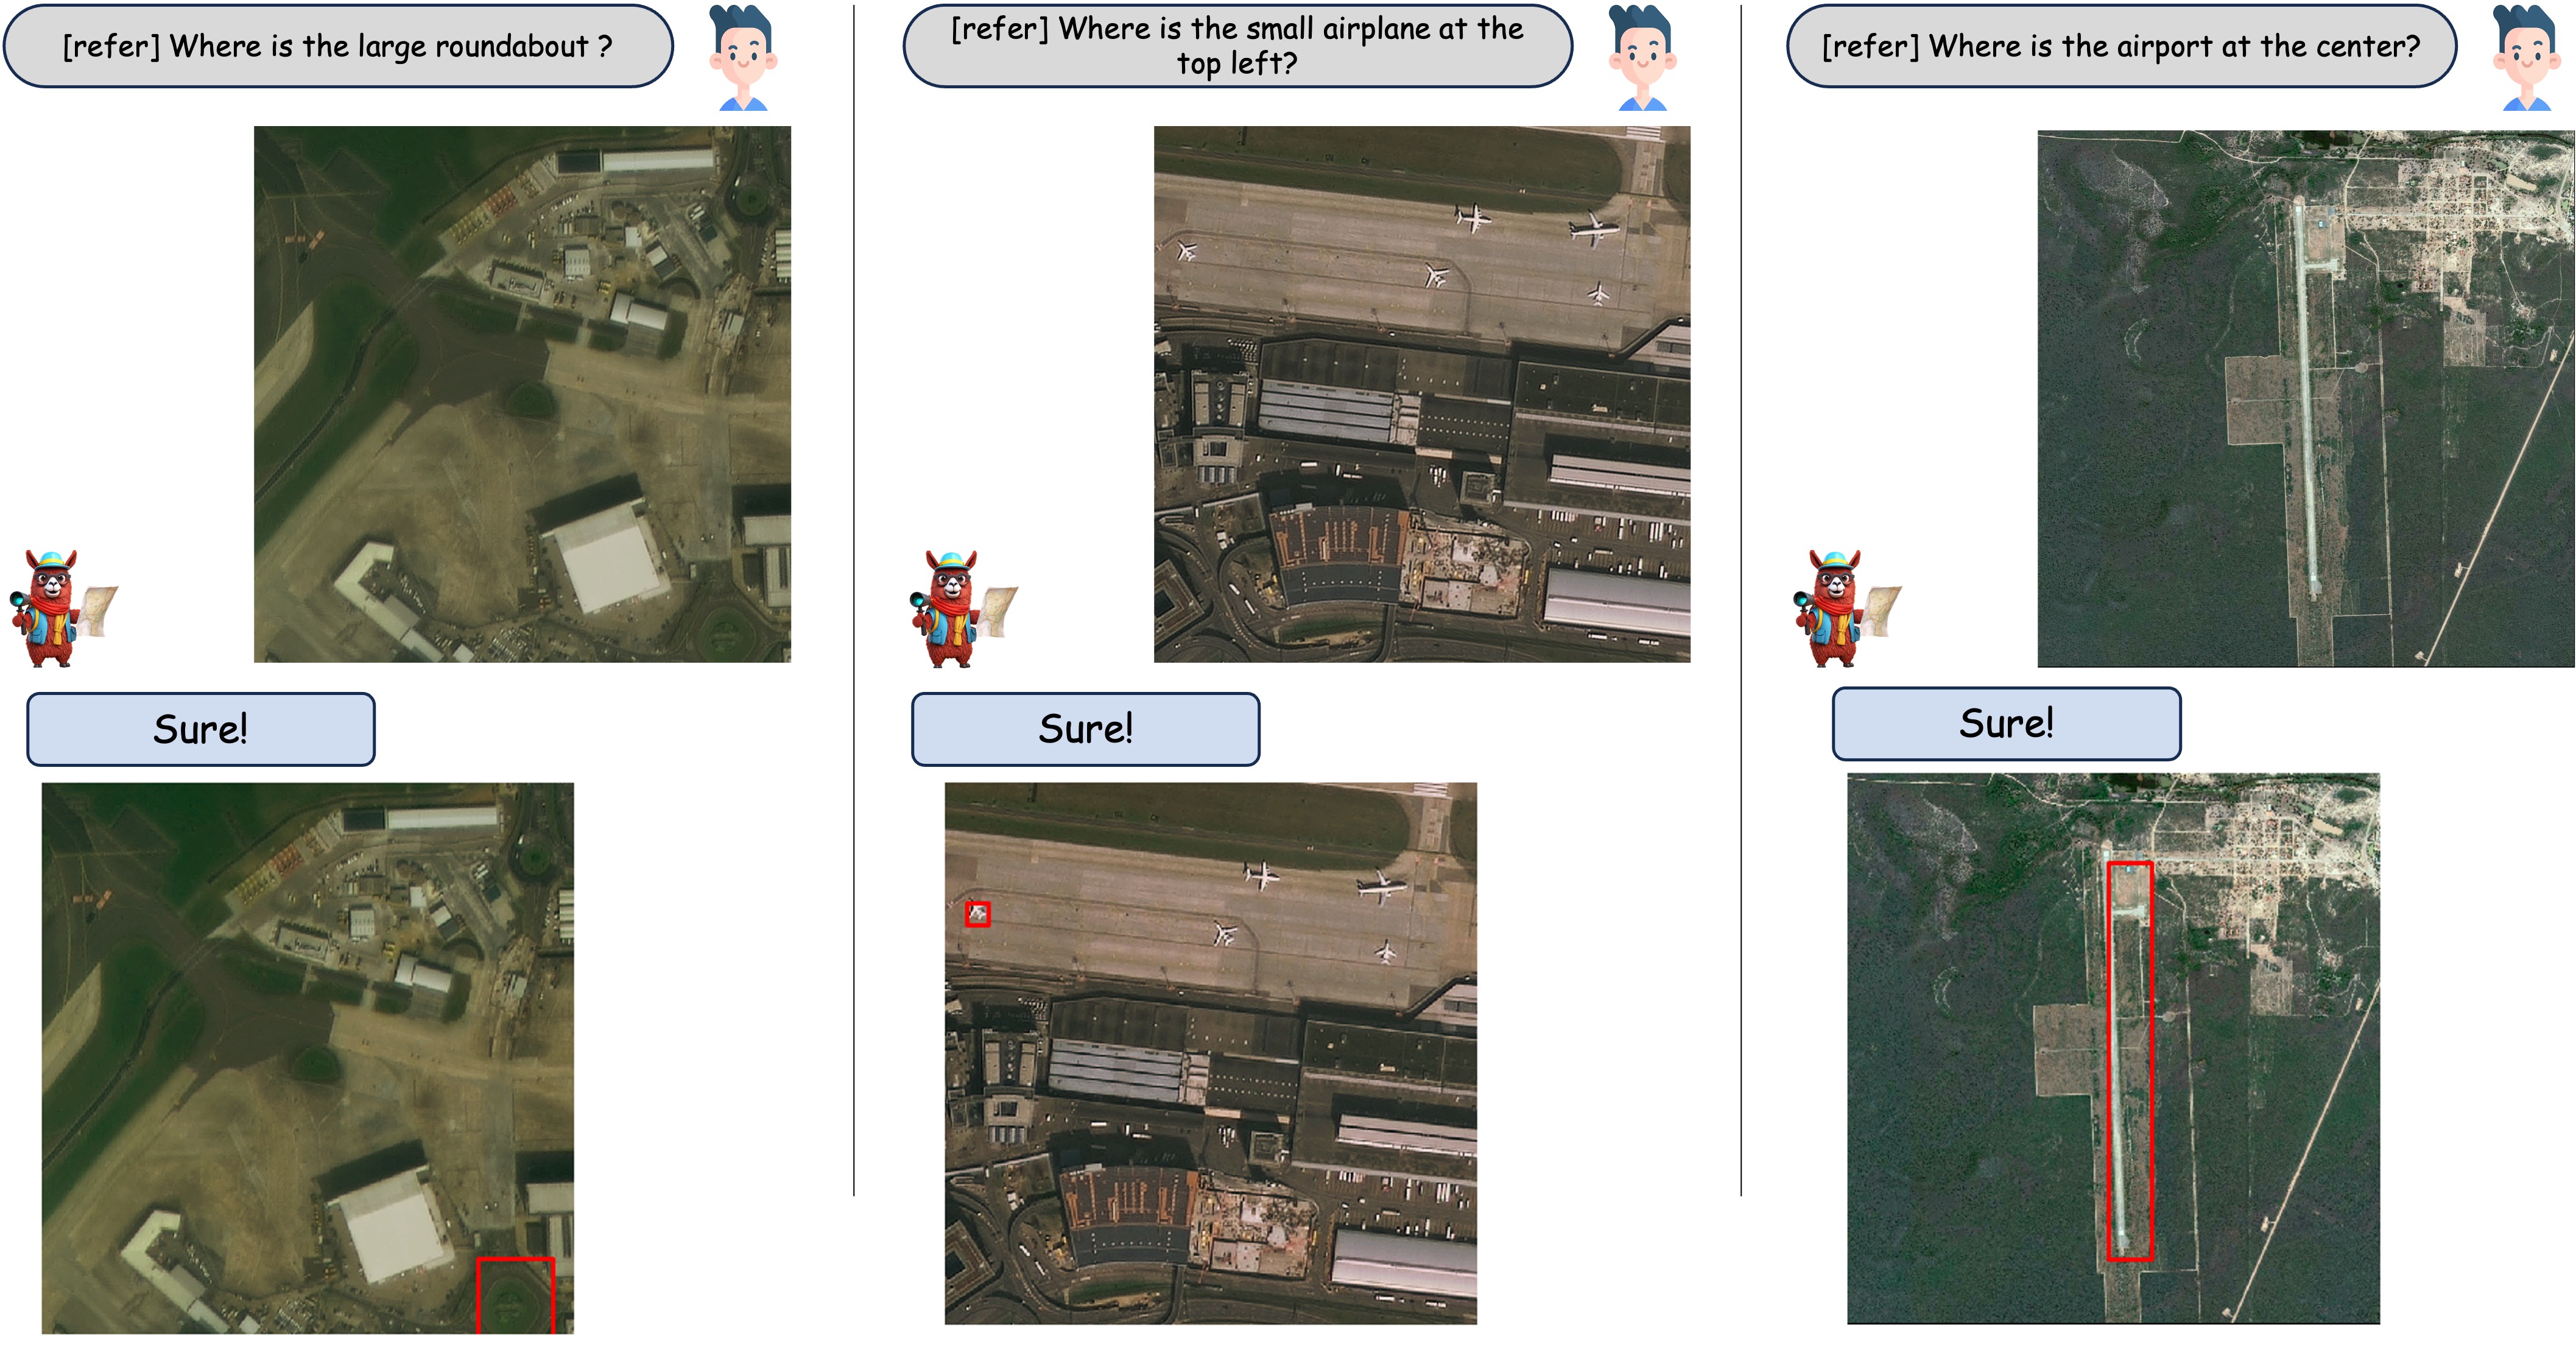 [refer] Where is the large roundabout ?
[refer] Where is the small airplane at the
top left?
[refer] Where is the airport at the center?
Sure!
Sure!
Sure!